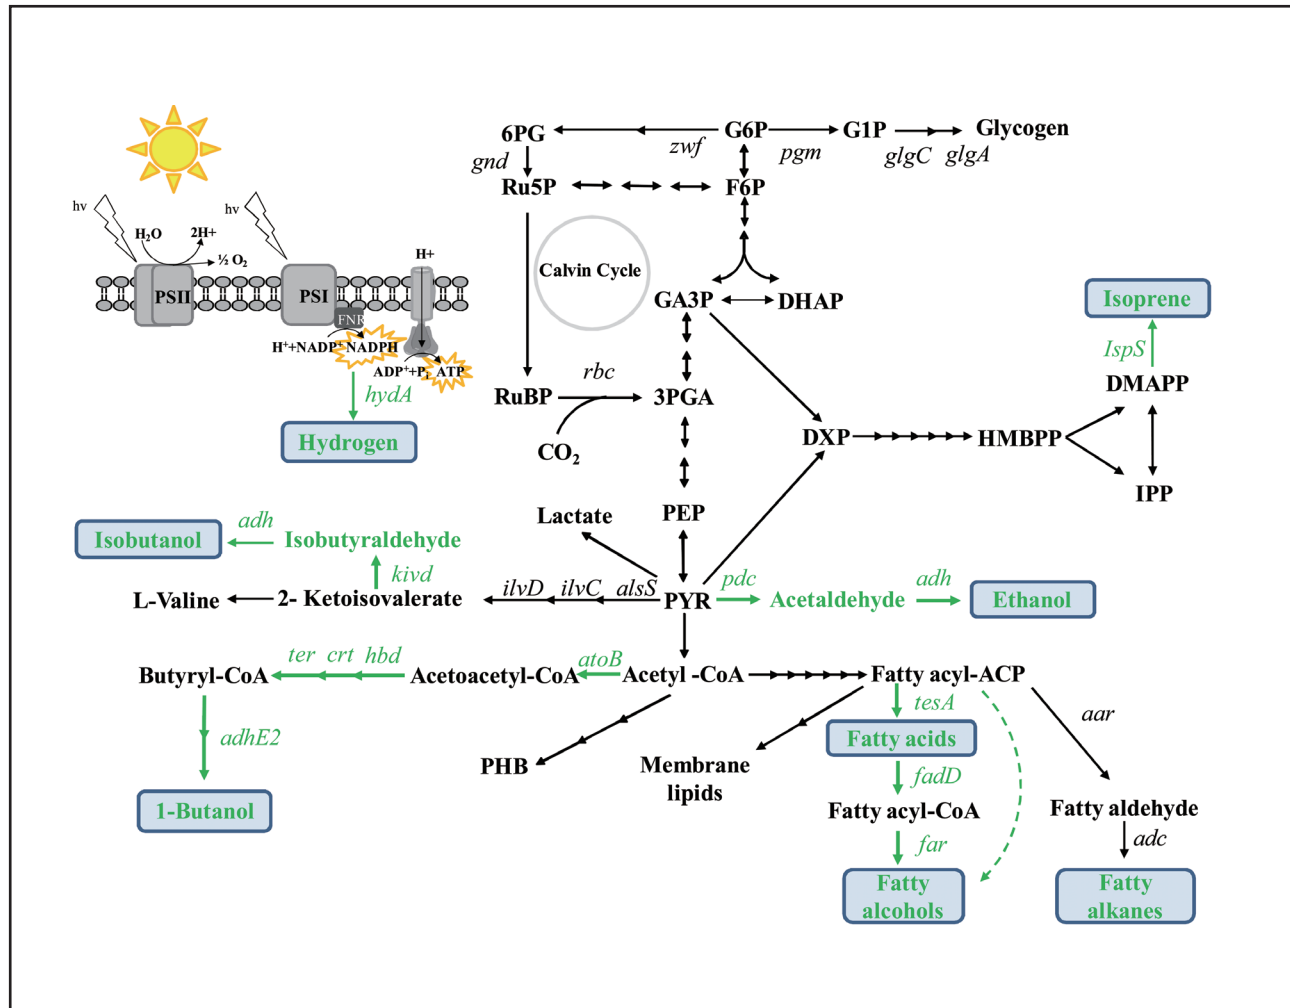 6PG
zwf
G6P
pgm
G1P
glgC
glgA
Glycogen
gnd
Ru5P
F6P
hν
hν
H₂O
2H+
½ O₂
H+
PSII
PSI
FNR
H⁺+NADP⁺
NADPH
ADP⁺+Pᵢ
ATP
hydA
Hydrogen
Calvin Cycle
GA3P
DHAP
RuBP
rbc
3PGA
CO₂
Isoprene
IspS
DMAPP
DXP
HMBPP
IPP
Lactate
PEP
Isobutanol
adh
Isobutyraldehyde
kivd
L-Valine
2- Ketoisovalerate
ilvD
ilvC
alsS
PYR
pdc
Acetaldehyde
adh
Ethanol
Butyryl-CoA
ter
crt
hbd
Acetoacetyl-CoA
atoB
Acetyl -CoA
Fatty acyl-ACP
adhE2
1-Butanol
PHB
Membrane
lipids
tesA
Fatty acids
fadD
Fatty acyl-CoA
far
Fatty
alcohols
aar
Fatty aldehyde
adc
Fatty
alkanes